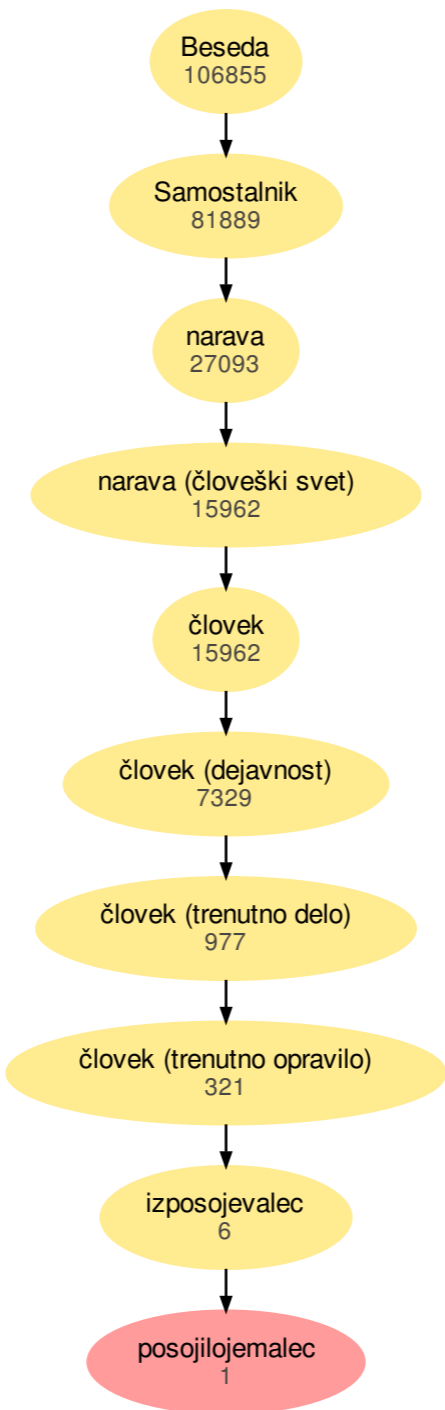 Beseda
106855
Samostalnik
81889
narava
27093
narava (človeški svet)
15962
človek
15962
človek (dejavnost)
7329
človek (trenutno delo)
977
človek (trenutno opravilo)
321
izposojevalec
6
posojilojemalec
1